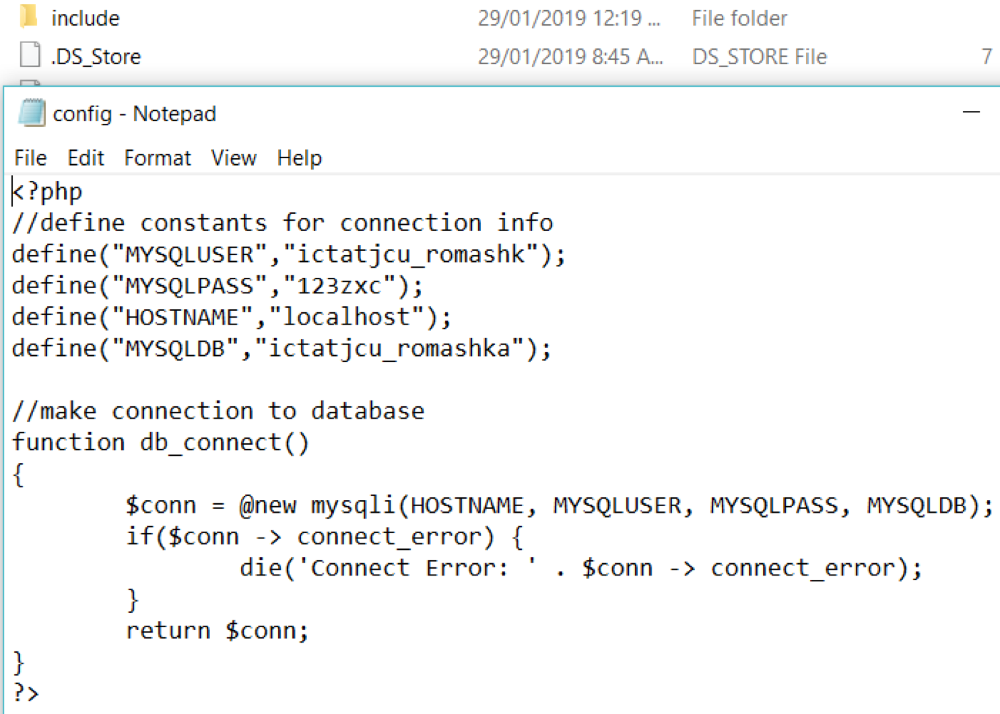 include 29/01/2019 12:19 ... File folder
.DS_Store 29/01/2019 8:45 A... DS_STORE File 7
config - Notepad
File Edit Format View Help
<?php
//define constants for connection info
define("MYSQLUSER","ictatjcu_romashk");
define("MYSQLPASS","123zxc");
define("HOSTNAME","localhost");
define("MYSQLDB","ictatjcu_romashka");
//make connection to database
function db_connect()
{
$conn = @new mysqli(HOSTNAME, MYSQLUSER, MYSQLPASS, MYSQLDB);
if($conn -> connect_error) {
die('Connect Error: ' . $conn -> connect_error);
}
return $conn;
}
?>